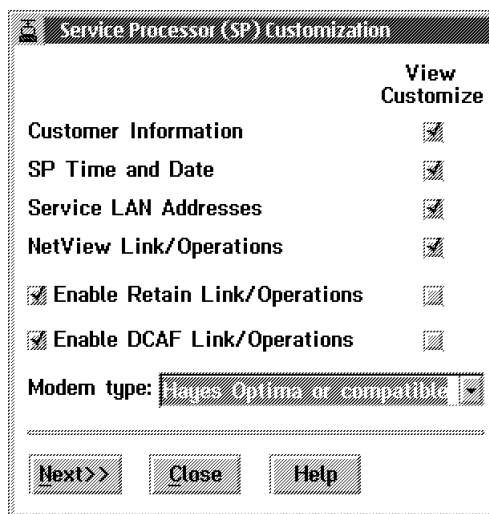 Service Processor (SP) Customization
View
Customize
Customer Information
SP Time and Date
Service LAN Addresses
NetView Link/Operations
Enable Retain Link/Operations
Enable DCAF Link/Operations
Modem type: Hayes Optima or compatible
Next>> Close Help